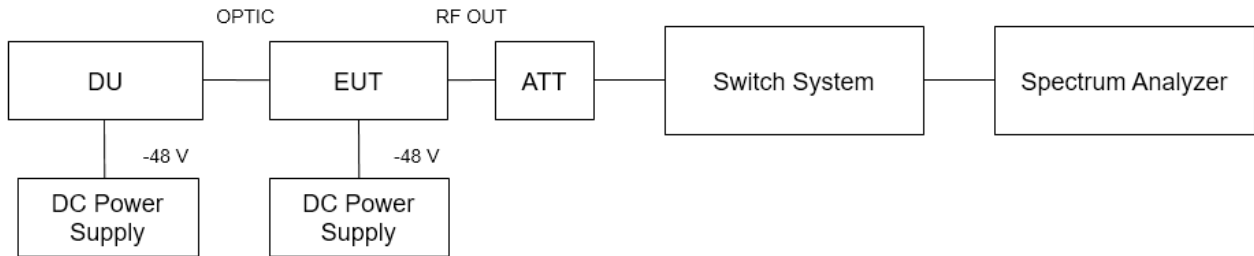 OPTIC
RF OUT
DU
EUT
ATT
Switch System
Spectrum Analyzer
-48 V
-48 V
DC Power
Supply
DC Power
Supply